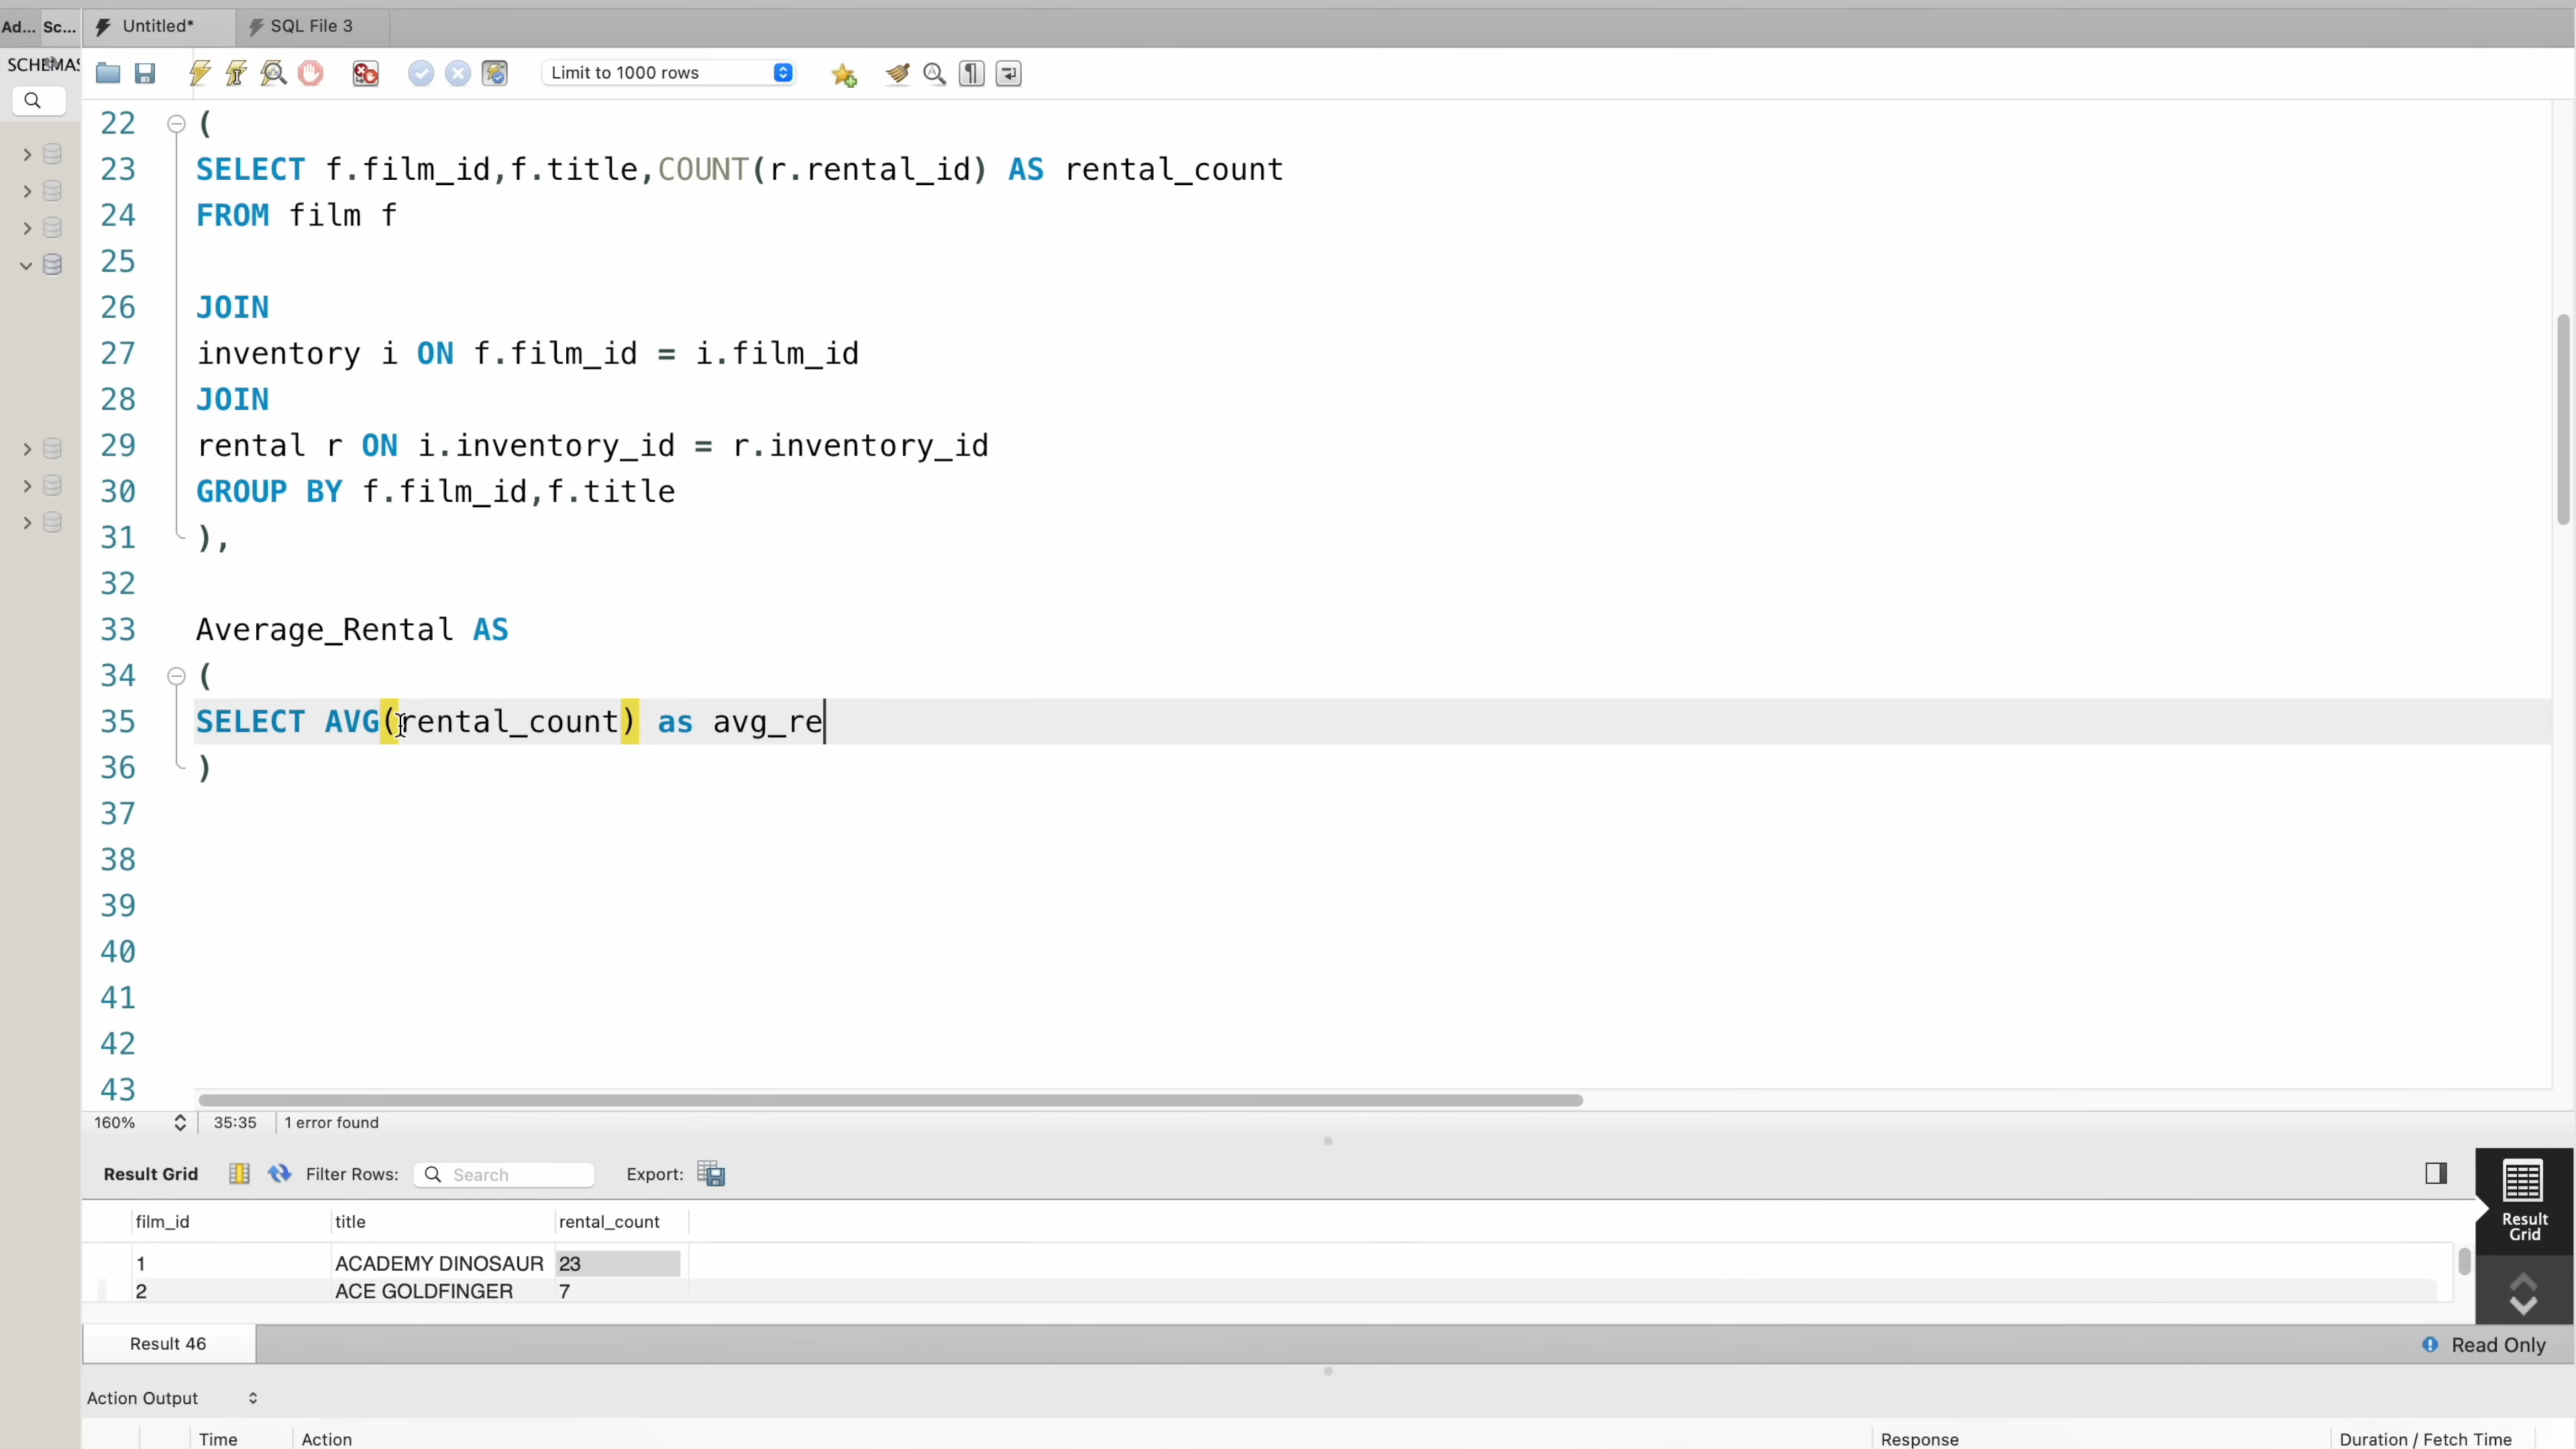 Ad... Sc... Untitled* SQL File 3
SCHEMAS
Limit to 1000 rows
22 (
23 SELECT f.film_id,f.title,COUNT(r.rental_id) AS rental_count
24 FROM film f
25
26 JOIN
27 inventory i ON f.film_id = i.film_id
28 JOIN
29 rental r ON i.inventory_id = r.inventory_id
30 GROUP BY f.film_id,f.title
31 ),
32
33 Average_Rental AS
34 (
35 SELECT AVG(rental_count) as avg_re
36 )
37
38
39
40
41
42
43
160% 35:35 1 error found
Result Grid Filter Rows: Search Export:
Result
Grid
film_id title rental_count
1 ACADEMY DINOSAUR 23
2 ACE GOLDFINGER 7
Result 46 Read Only
Action Output
Time Action Response Duration / Fetch Time